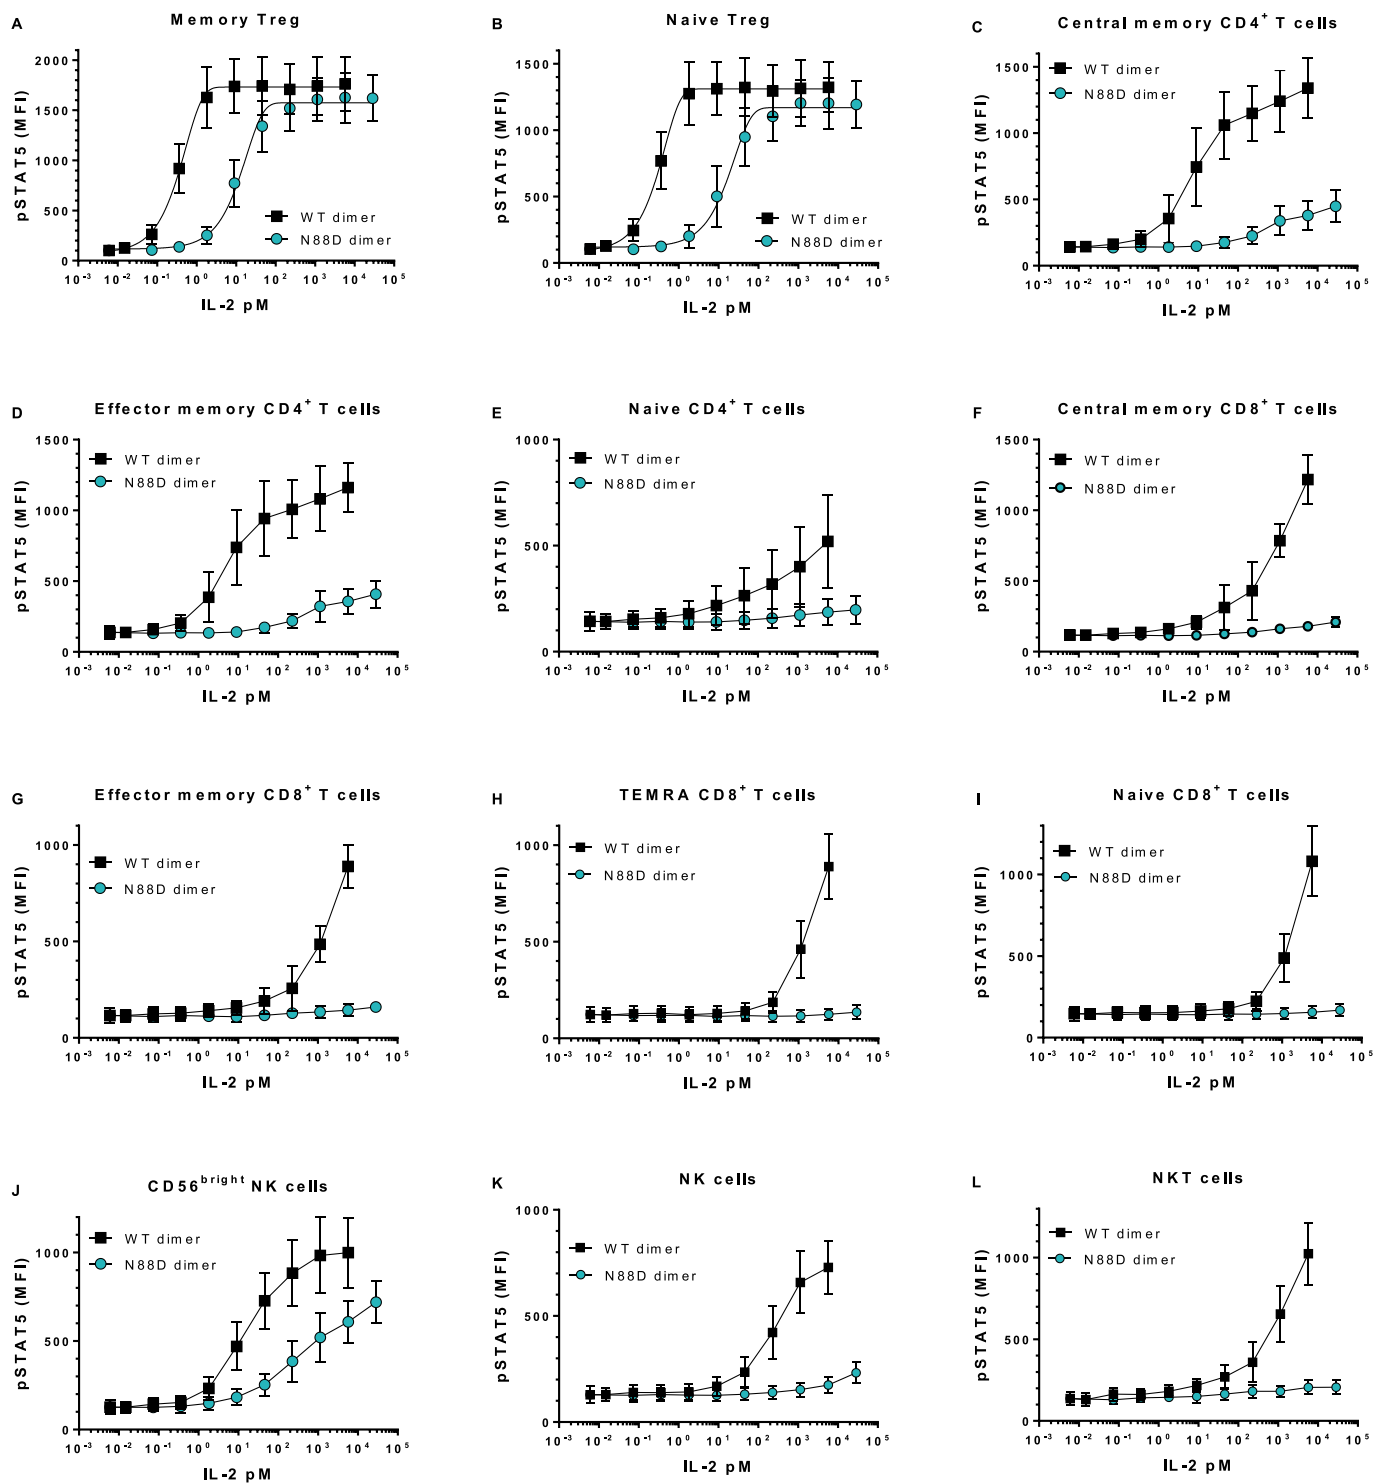 A Memory Treg
pSTAT5 (MFI)
2000
1500
1000
500
0
WT dimer
N88D dimer
10⁻³ 10⁻² 10⁻¹ 10⁰ 10¹ 10² 10³ 10⁴ 10⁵
IL-2 pM
B Naive Treg
pSTAT5 (MFI)
1500
1000
500
0
WT dimer
N88D dimer
10⁻³ 10⁻² 10⁻¹ 10⁰ 10¹ 10² 10³ 10⁴ 10⁵
IL-2 pM
C Central memory CD4⁺ T cells
pSTAT5 (MFI)
1500
1000
500
0
WT dimer
N88D dimer
10⁻³ 10⁻² 10⁻¹ 10⁰ 10¹ 10² 10³ 10⁴ 10⁵
IL-2 pM
D Effector memory CD4⁺ T cells
pSTAT5 (MFI)
1500
1000
500
0
WT dimer
N88D dimer
10⁻³ 10⁻² 10⁻¹ 10⁰ 10¹ 10² 10³ 10⁴ 10⁵
IL-2 pM
E Naive CD4⁺ T cells
pSTAT5 (MFI)
1000
500
0
WT dimer
N88D dimer
10⁻³ 10⁻² 10⁻¹ 10⁰ 10¹ 10² 10³ 10⁴ 10⁵
IL-2 pM
F Central memory CD8⁺ T cells
pSTAT5 (MFI)
1500
1000
500
0
WT dimer
N88D dimer
10⁻³ 10⁻² 10⁻¹ 10⁰ 10¹ 10² 10³ 10⁴ 10⁵
IL-2 pM
G Effector memory CD8⁺ T cells
pSTAT5 (MFI)
1000
500
0
WT dimer
N88D dimer
10⁻³ 10⁻² 10⁻¹ 10⁰ 10¹ 10² 10³ 10⁴ 10⁵
IL-2 pM
H TEMRA CD8⁺ T cells
pSTAT5 (MFI)
1000
500
0
WT dimer
N88D dimer
10⁻³ 10⁻² 10⁻¹ 10⁰ 10¹ 10² 10³ 10⁴ 10⁵
IL-2 pM
I Naive CD8⁺ T cells
pSTAT5 (MFI)
1000
500
0
WT dimer
N88D dimer
10⁻³ 10⁻² 10⁻¹ 10⁰ 10¹ 10² 10³ 10⁴ 10⁵
IL-2 pM
J CD56ᵇʳⁱᵍʰᵗ NK cells
pSTAT5 (MFI)
1000
500
0
WT dimer
N88D dimer
10⁻³ 10⁻² 10⁻¹ 10⁰ 10¹ 10² 10³ 10⁴ 10⁵
IL-2 pM
K NK cells
pSTAT5 (MFI)
1000
500
0
WT dimer
N88D dimer
10⁻³ 10⁻² 10⁻¹ 10⁰ 10¹ 10² 10³ 10⁴ 10⁵
IL-2 pM
L NKT cells
pSTAT5 (MFI)
1000
500
0
WT dimer
N88D dimer
10⁻³ 10⁻² 10⁻¹ 10⁰ 10¹ 10² 10³ 10⁴ 10⁵
IL-2 pM